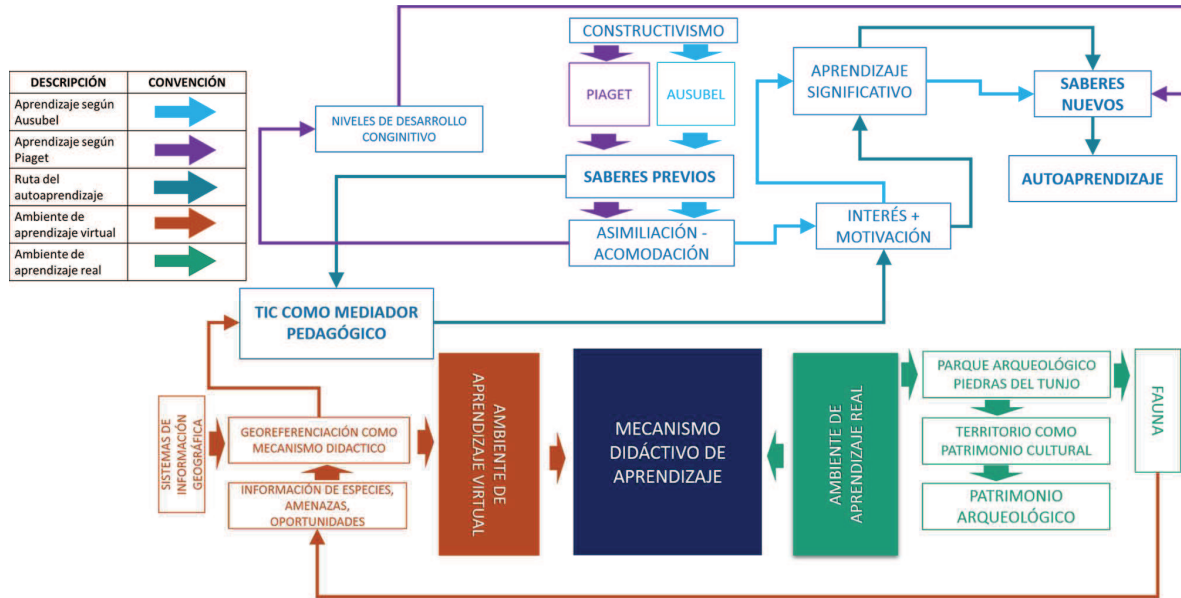 CONSTRUCTIVISMO
PIAGET
AUSUBEL
APRENDIZAJE
SIGNIFICATIVO
SABERES
NUEVOS
DESCRIPCIÓN
CONVENCIÓN
Aprendizaje según
Ausubel
Aprendizaje según
Piaget
Ruta del
autoaprendizaje
Ambiente de
aprendizaje virtual
Ambiente de
aprendizaje real
NIVELES DE DESARROLLO
CONGINITIVO
SABERES PREVIOS
AUTOAPRENDIZAJE
ASIMILIACIÓN -
ACOMODACIÓN
INTERÉS +
MOTIVACIÓN
TIC COMO MEDIADOR
PEDAGÓGICO
SISTEMAS DE
INFORMACIÓN
GEOGRÁFICA
GEOREFERENCIACIÓN COMO
MECANISMO DIDACTICO
INFORMACIÓN DE ESPECIES,
AMENAZAS,
OPORTUNIDADES
AMBIENTE DE
APRENDIZAJE VIRTUAL
MECANISMO
DIDÁCTIVO DE
APRENDIZAJE
AMBIENTE DE
APRENDIZAJE REAL
PARQUE ARQUEOLÓGICO
PIEDRAS DEL TUNJO
TERRITORIO COMO
PATRIMONIO CULTURAL
PATRIMONIO
ARQUEOLÓGICO
FAUNA